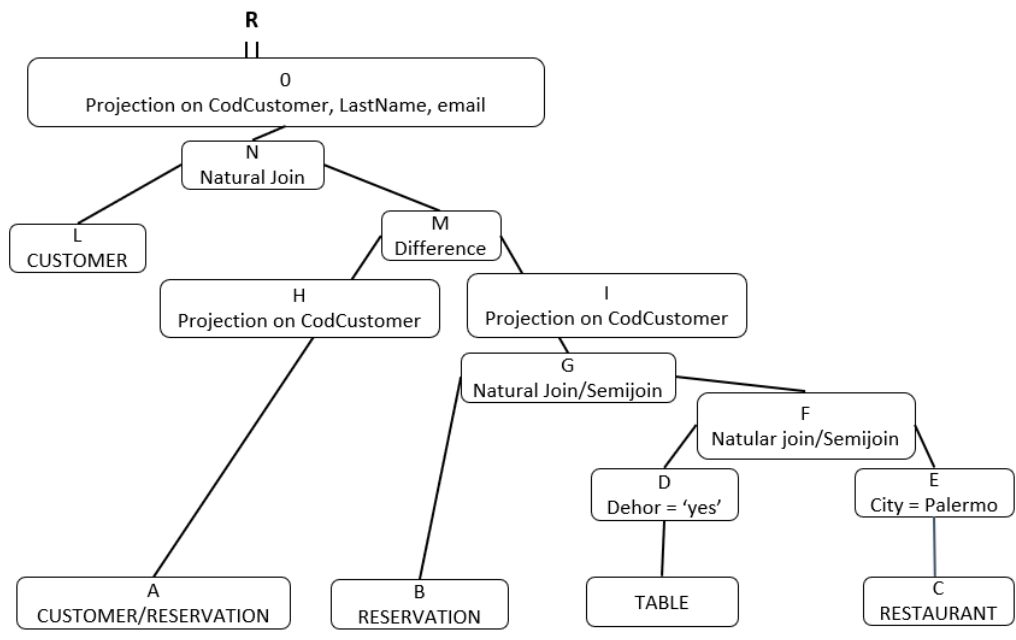 R
0
Projection on CodCustomer, LastName, email
N
Natural Join
L
CUSTOMER
M
Difference
H
Projection on CodCustomer
I
Projection on CodCustomer
G
Natural Join/Semijoin
F
Natular join/Semijoin
D
Dehor = ‘yes’
E
City = Palermo
A
CUSTOMER/RESERVATION
B
RESERVATION
TABLE
C
RESTAURANT